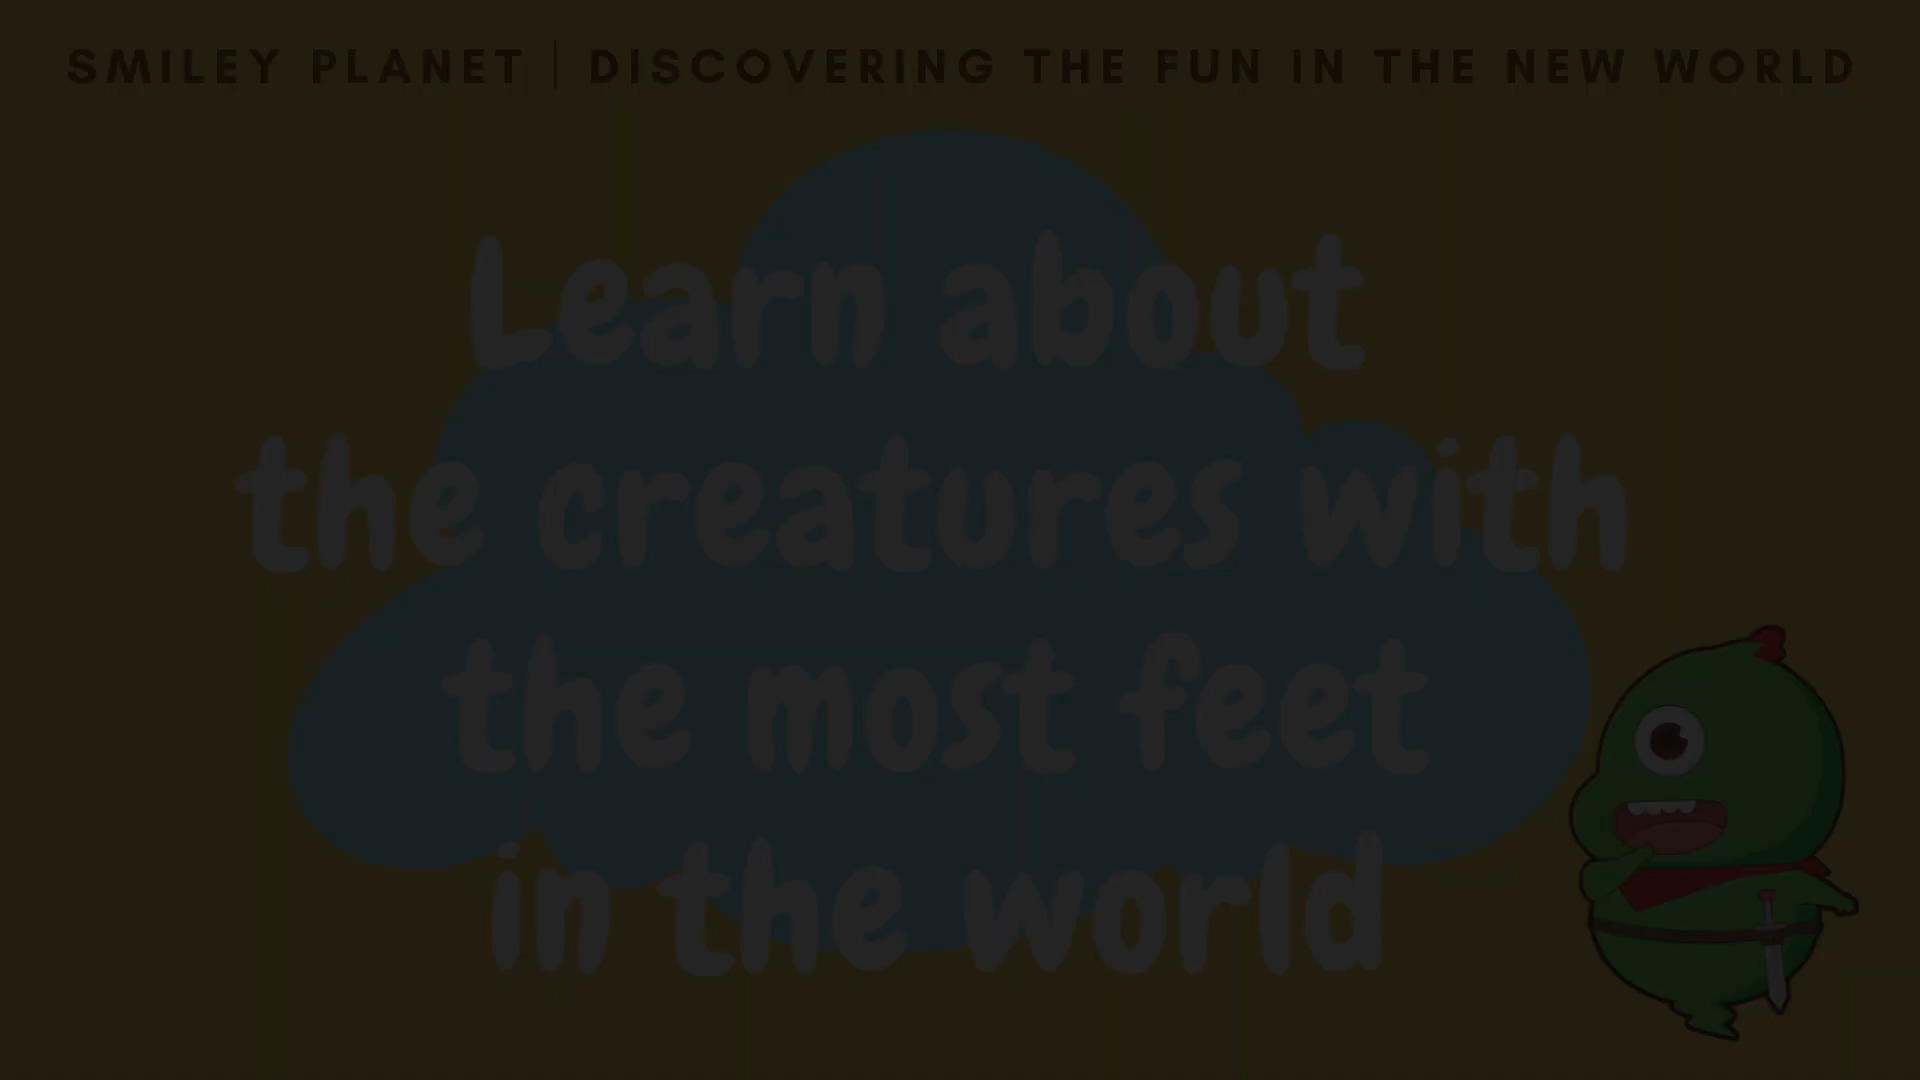 SMILEY PLANET | DISCOVERING THE FUN IN THE NEW WORLD
Learn about
the creatures with
the most feet
in the world